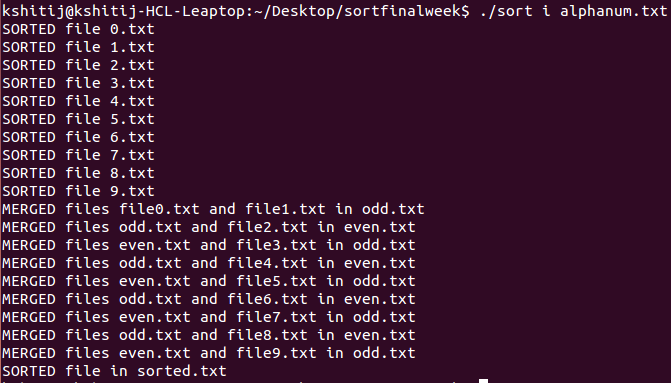 kshitij@kshitij-HCL-Leaptop:~/Desktop/sortfinalweek$ ./sort i alphanum.txt
SORTED file 0.txt
SORTED file 1.txt
SORTED file 2.txt
SORTED file 3.txt
SORTED file 4.txt
SORTED file 5.txt
SORTED file 6.txt
SORTED file 7.txt
SORTED file 8.txt
SORTED file 9.txt
MERGED files file0.txt and file1.txt in odd.txt
MERGED files odd.txt and file2.txt in even.txt
MERGED files even.txt and file3.txt in odd.txt
MERGED files odd.txt and file4.txt in even.txt
MERGED files even.txt and file5.txt in odd.txt
MERGED files odd.txt and file6.txt in even.txt
MERGED files even.txt and file7.txt in odd.txt
MERGED files odd.txt and file8.txt in even.txt
MERGED files even.txt and file9.txt in odd.txt
SORTED file in sorted.txt